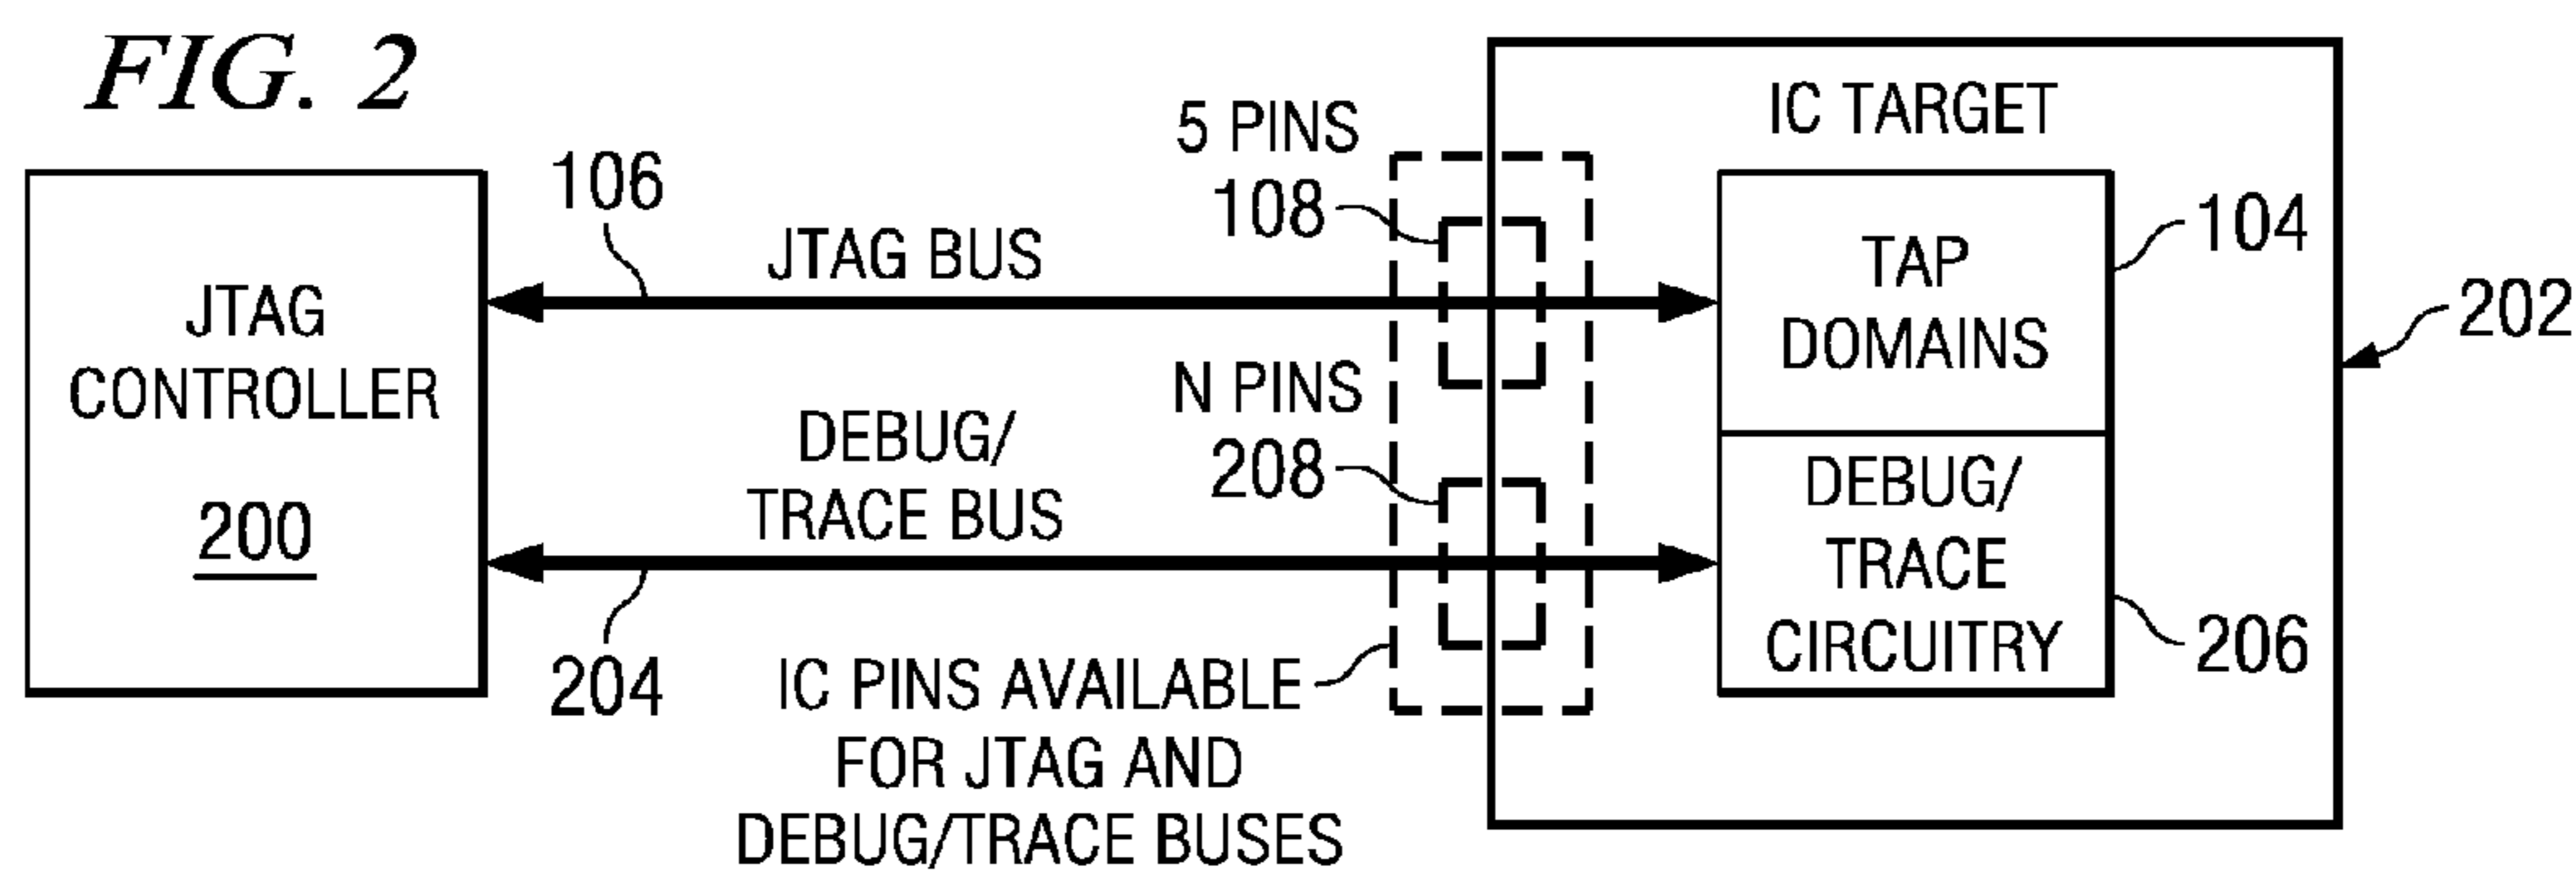 FIG. 2
JTAG
CONTROLLER
200
106
JTAG BUS
DEBUG/
TRACE BUS
204
5 PINS
108
N PINS
208
IC PINS AVAILABLE
FOR JTAG AND
DEBUG/TRACE BUSES
IC TARGET
TAP
DOMAINS
104
DEBUG/
TRACE
CIRCUITRY
206
202